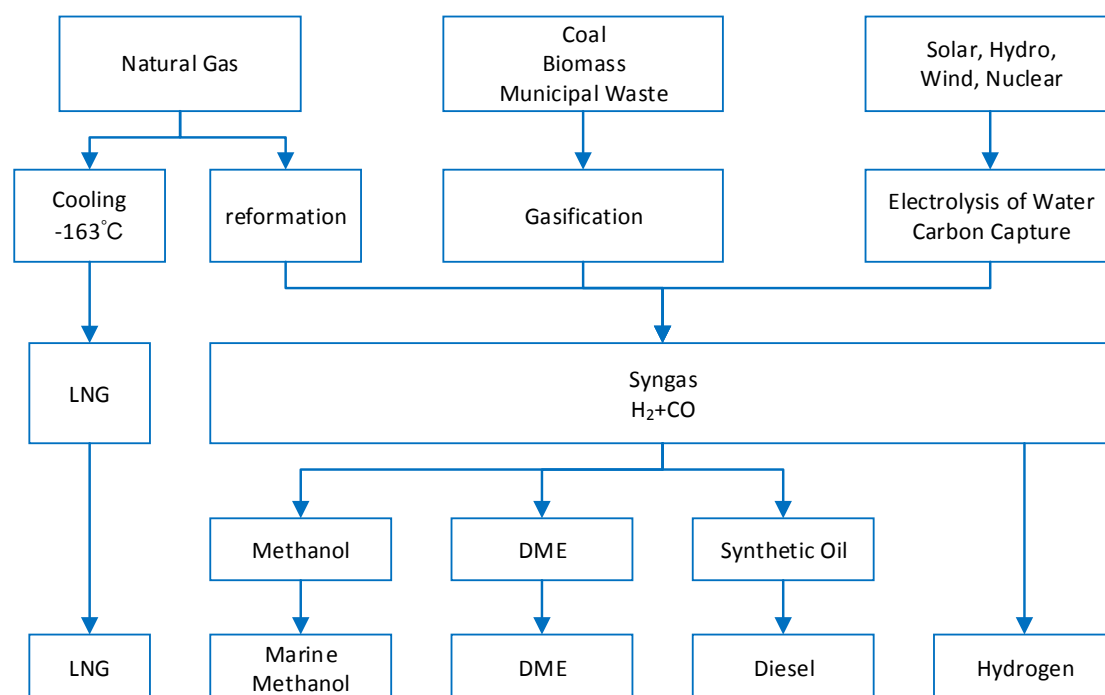 Natural Gas
Coal
Biomass
Municipal Waste
Solar, Hydro,
Wind, Nuclear
Cooling
-163℃
reformation
Gasification
Electrolysis of Water
Carbon Capture
LNG
Syngas
H₂+CO
Methanol
DME
Synthetic Oil
LNG
Marine
Methanol
DME
Diesel
Hydrogen